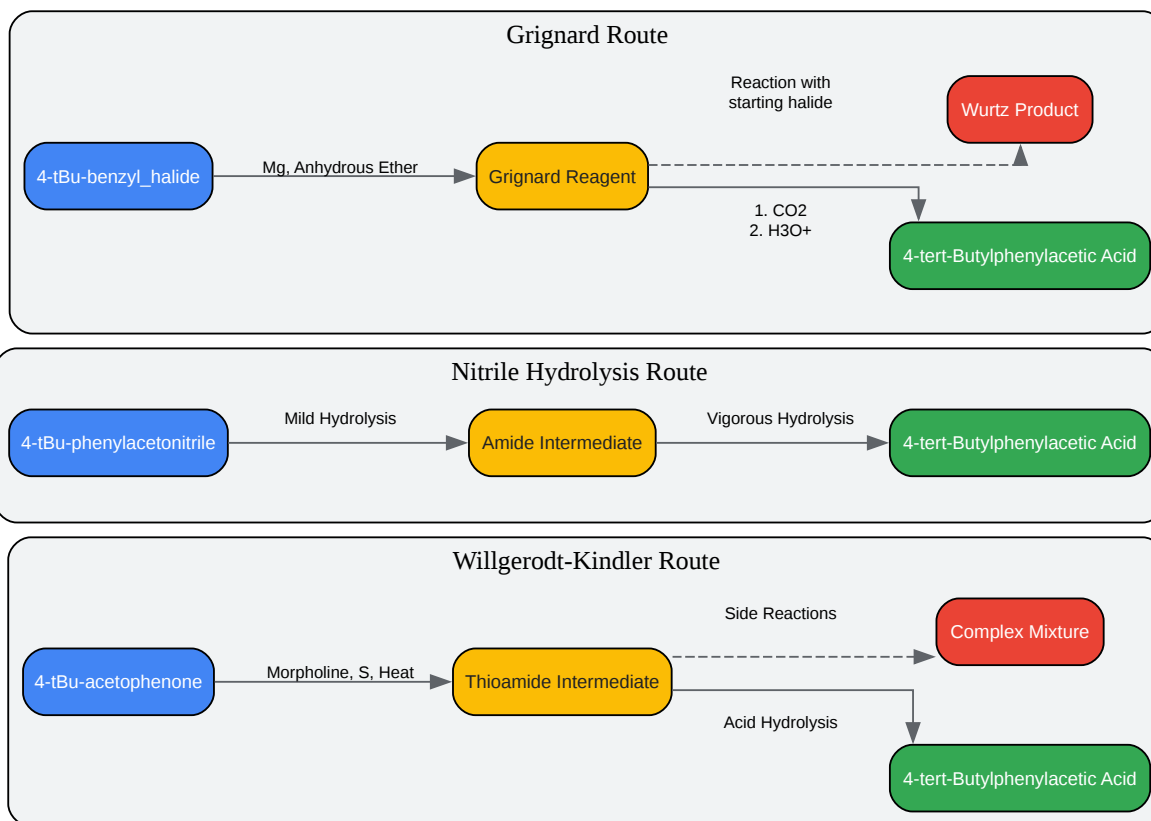 Grignard Route
Reaction with
starting halide
Wurtz Product
4-tBu-benzyl_halide
Mg, Anhydrous Ether
Grignard Reagent
1. CO2
2. H3O+
4-tert-Butylphenylacetic Acid
Nitrile Hydrolysis Route
4-tBu-phenylacetonitrile
Mild Hydrolysis
Amide Intermediate
Vigorous Hydrolysis
4-tert-Butylphenylacetic Acid
Willgerodt-Kindler Route
Side Reactions
Complex Mixture
4-tBu-acetophenone
Morpholine, S, Heat
Thioamide Intermediate
Acid Hydrolysis
4-tert-Butylphenylacetic Acid